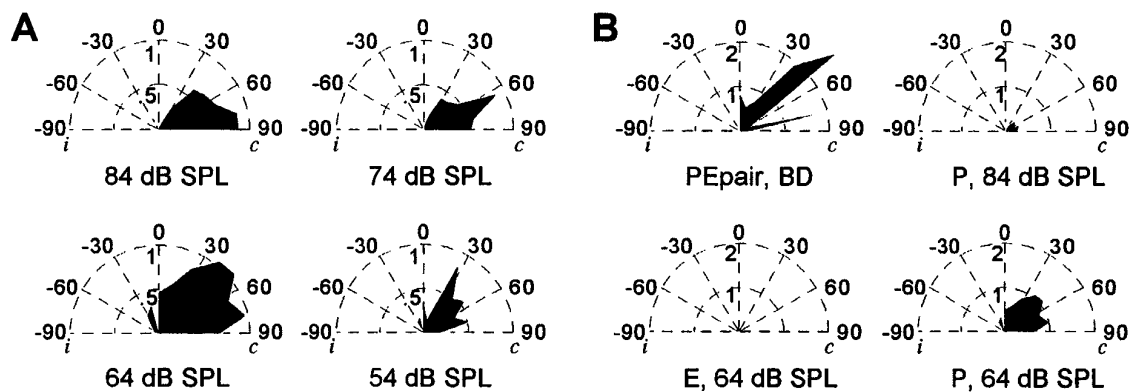 A
B
0
-30 1 30
-60 5 60
-90 90
i c
84 dB SPL
0
-30 1 30
-60 5 60
-90 90
i c
74 dB SPL
0
-30 2 30
-60 1 60
-90 90
i c
PEpair, BD
0
-30 2 30
-60 1 60
-90 90
i c
P, 84 dB SPL
0
-30 1 30
-60 5 60
-90 90
i c
64 dB SPL
0
-30 1 30
-60 5 60
-90 90
i c
54 dB SPL
0
-30 2 30
-60 1 60
-90 90
i c
E, 64 dB SPL
0
-30 2 30
-60 1 60
-90 90
i c
P, 64 dB SPL